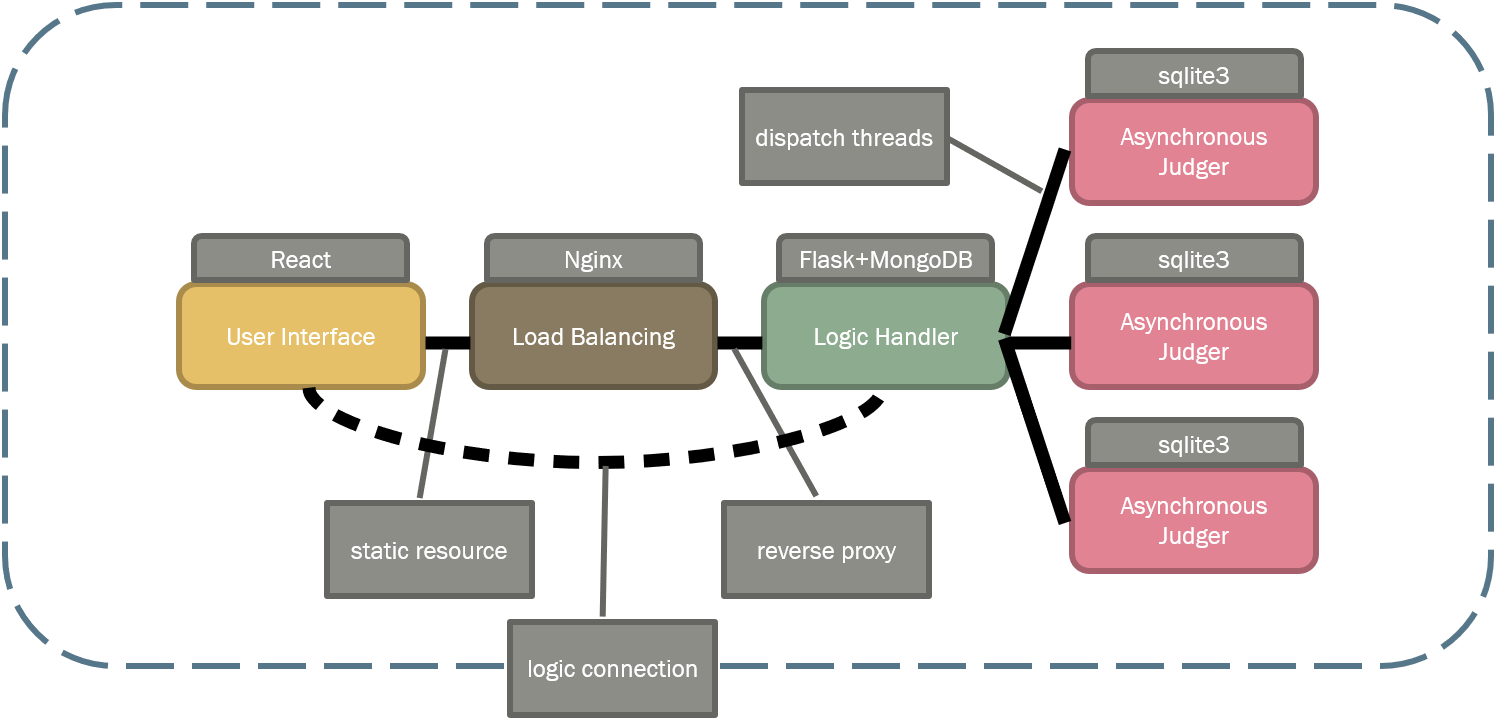 sqlite3
Asynchronous
Judger
dispatch threads
React
User Interface
Nginx
Load Balancing
Flask+MongoDB
Logic Handler
sqlite3
Asynchronous
Judger
sqlite3
Asynchronous
Judger
static resource
reverse proxy
logic connection